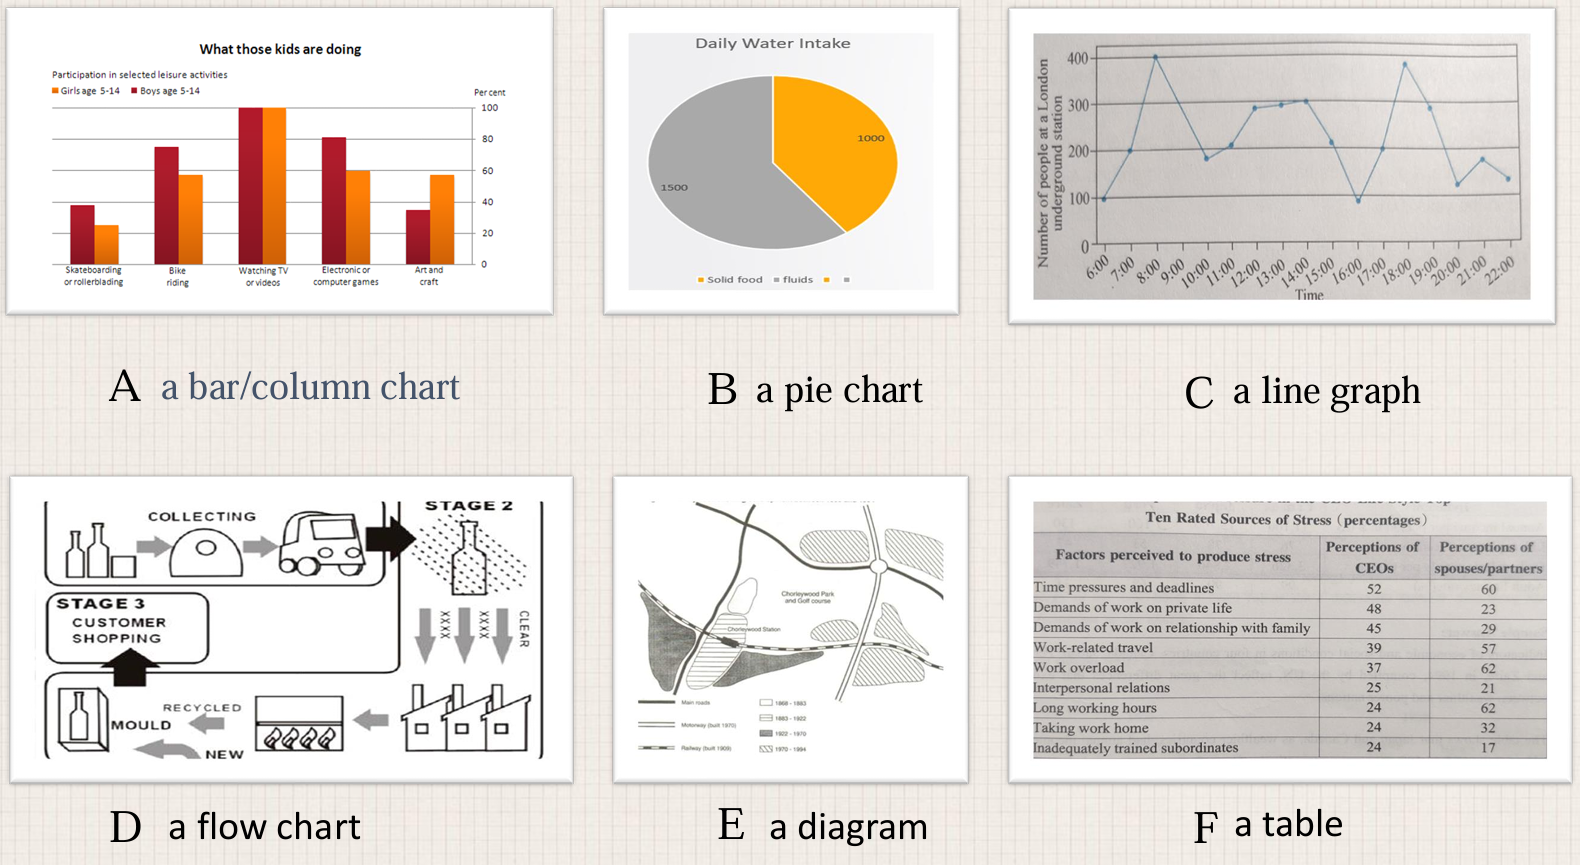 What those kids are doing
Participation in selected leisure activities
Girls age 5-14 Boys age 5-14
Per cent
100
80
60
40
20
0
Skateboarding or rollerblading
Bike riding
Watching TV or videos
Electronic or computer games
Art and craft
Daily Water Intake
1000
1500
Solid food fluids
Number of people at a London underground station
400
300
200
100
0
6:00 7:00 8:00 9:00 10:00 11:00 12:00 13:00 14:00 15:00 16:00 17:00 18:00 19:00 20:00 21:00 22:00
Time
A a bar/column chart
B a pie chart
C a line graph
COLLECTING
STAGE 2
STAGE 3
CUSTOMER
SHOPPING
XXXX XXXX
CLEAR
RECYCLED
MOULD
NEW
Chorleywood Park
and Golf course
Chorleywood Station
Main roads
Motorway (built 1970)
Railway (built 1909)
1868 - 1883
1883 - 1922
1922 - 1970
1970 - 1994
Ten Rated Sources of Stress (percentages)
Factors perceived to produce stress Perceptions of CEOs Perceptions of spouses/partners
Time pressures and deadlines 52 60
Demands of work on private life 48 23
Demands of work on relationship with family 45 29
Work-related travel 39 57
Work overload 37 62
Interpersonal relations 25 21
Long working hours 24 62
Taking work home 24 32
Inadequately trained subordinates 24 17
D a flow chart
E a diagram
F a table